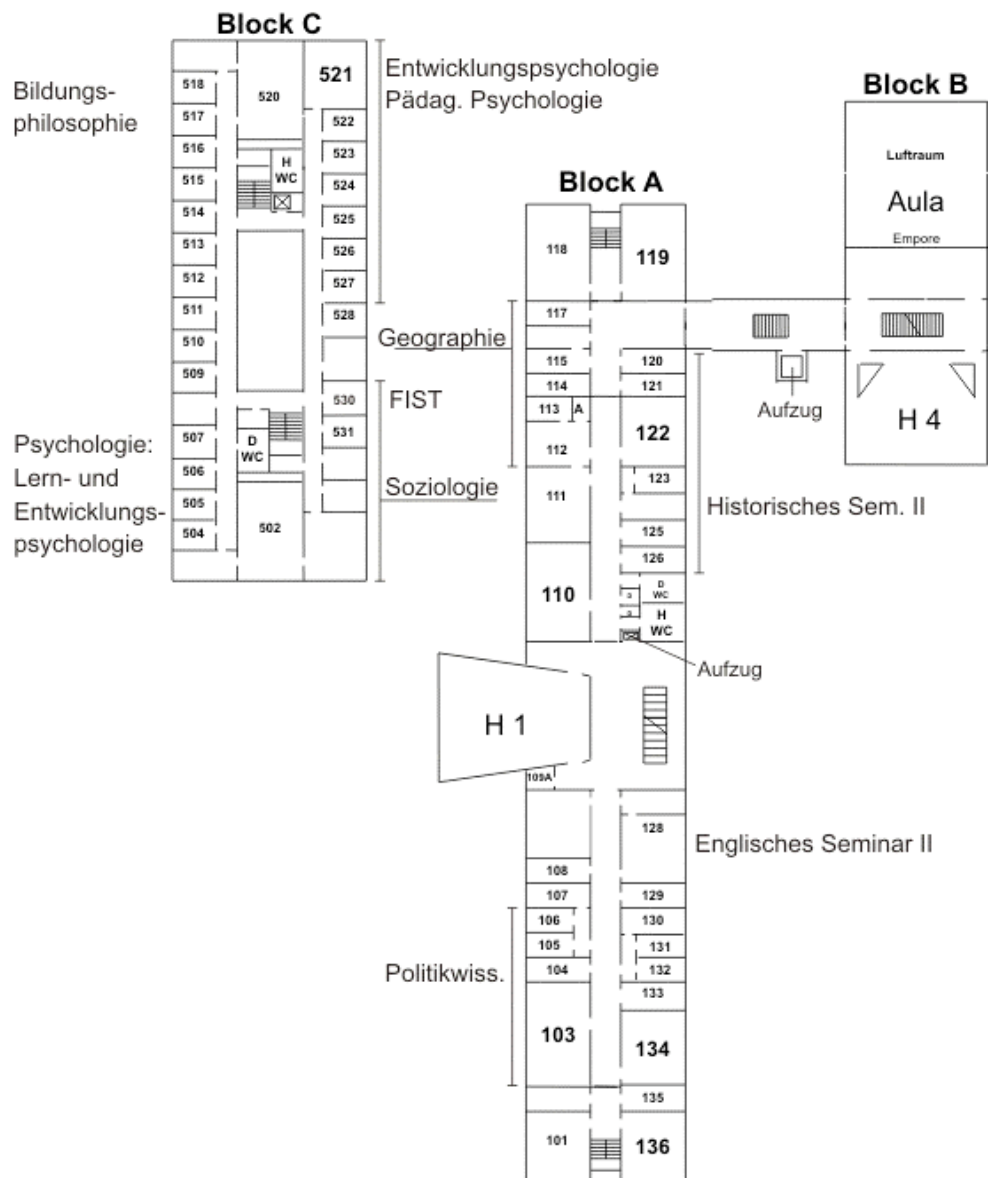 Block C
Bildungs-
philosophie
518
517
516
515
514
513
512
511
510
509
507
506
505
504
Psychologie:
Lern- und
Entwicklungs-
psychologie
520
H
WC
D
WC
502
521
522
523
524
525
526
527
528
530
531
Entwicklungspsychologie
Pädag. Psychologie
FIST
Soziologie
Block A
118
119
117
Geographie
115
120
114
121
113
A
122
112
123
111
125
126
Historisches Sem. II
110
D
WC
H
WC
Aufzug
H 1
109A
128
Englisches Seminar II
108
107
129
106
130
105
131
104
132
Politikwiss.
133
103
134
135
101
136
Block B
Luftraum
Aula
Empore
Aufzug
H 4